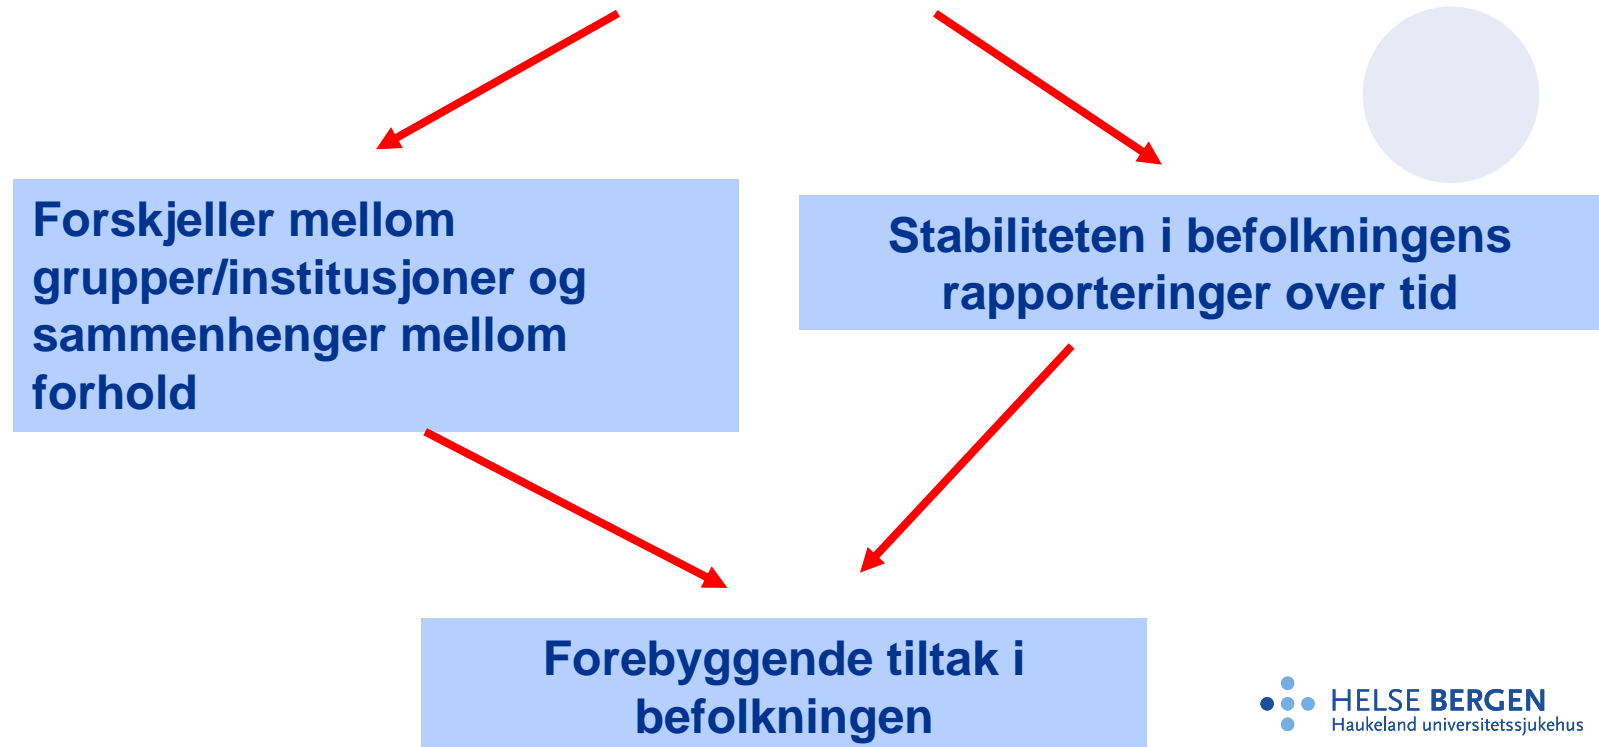 Forskjeller mellom
grupper/institusjoner og
sammenhenger mellom
forhold
Stabiliteten i befolkningens
rapporteringer over tid
Forebyggende tiltak i
befolkningen
HELSE BERGEN
Haukeland universitetssjukehus